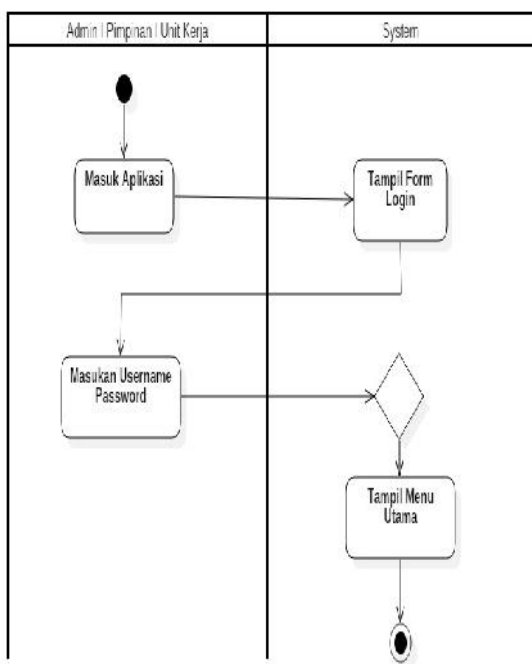 Admin | Pimpinan | Unit Kerja
System
Masuk Aplikasi
Tampil Form
Login
Masukan Username
Password
Tampil Menu
Utama